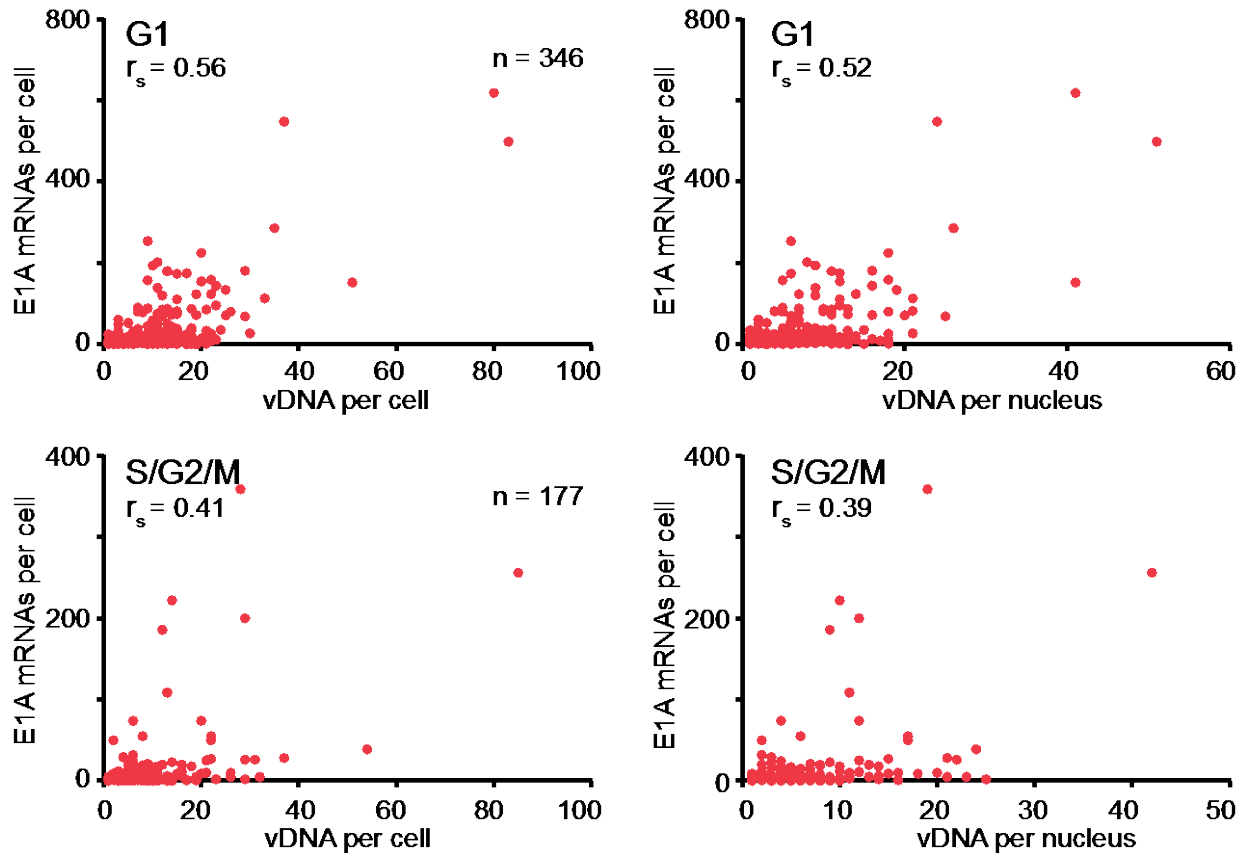 800
G1
rs = 0.56
n = 346
E1A mRNAs per cell
400
0
0 20 40 60 80 100
vDNA per cell
800
G1
rs = 0.52
E1A mRNAs per cell
400
0
0 20 40 60
vDNA per nucleus
400
S/G2/M
rs = 0.41
n = 177
E1A mRNAs per cell
200
0
0 20 40 60 80 100
vDNA per cell
400
S/G2/M
rs = 0.39
E1A mRNAs per cell
200
0
0 10 20 30 40 50
vDNA per nucleus